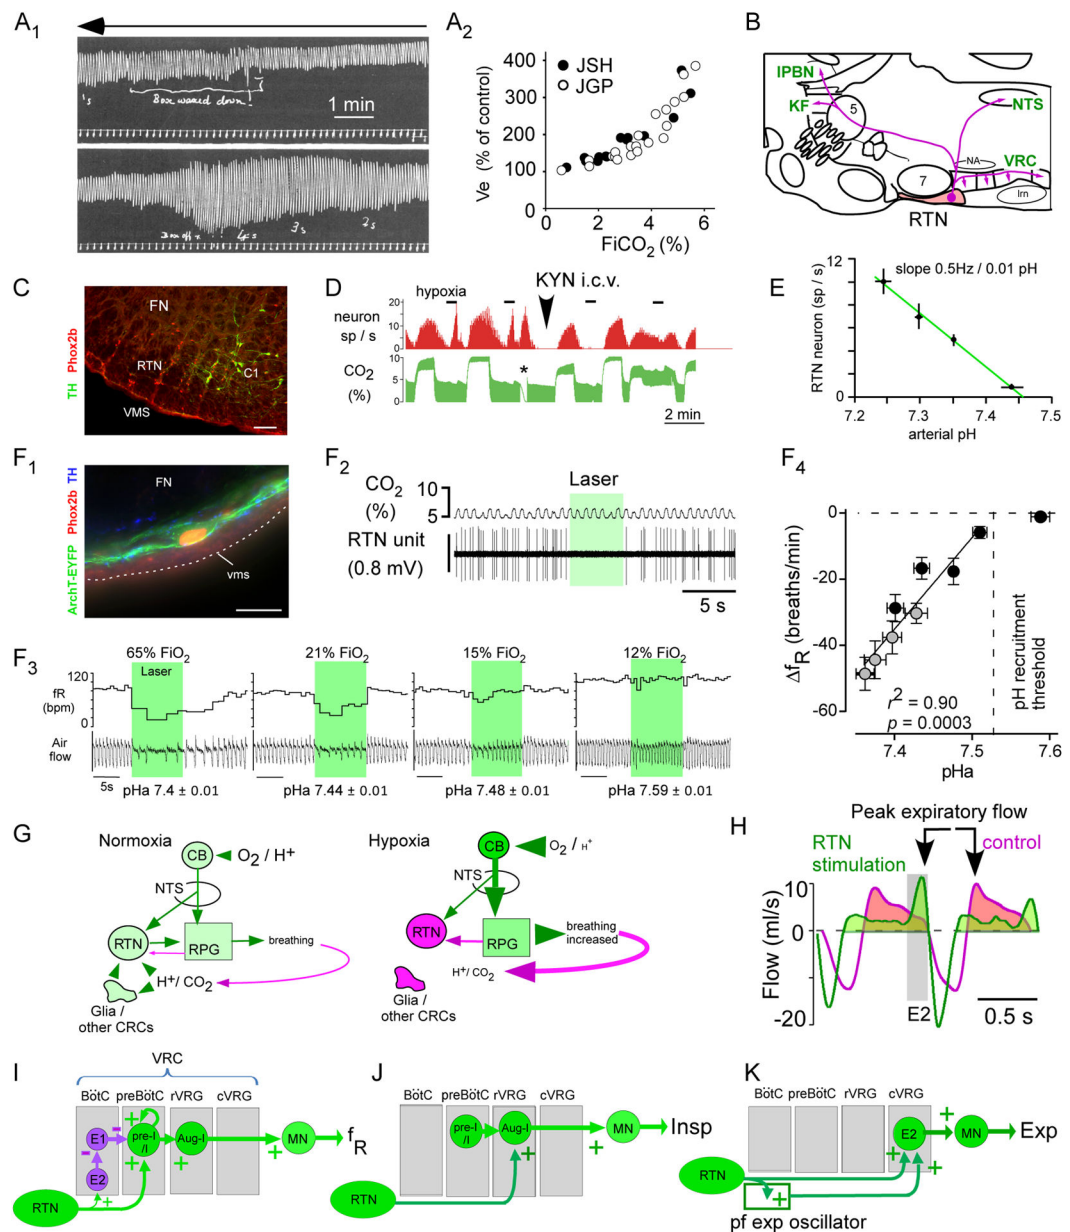 A1
1s
Box warmed down
1 min
Box off
4s
3s
2s
A2
JSH
JGP
Ve (% of control)
400
300
200
100
0
0 2 4 6
FiCO2 (%)
B
lPBN
KF
5
NTS
NA
VRC
7
Irn
RTN
C
TH Phox2b
FN
RTN
C1
VMS
D
KYN i.c.v.
hypoxia
neuron
sp / s
20
10
0
CO2
(%)
10
5
0
*
2 min
E
slope 0.5Hz / 0.01 pH
RTN neuron (sp / s)
12
8
4
0
7.2 7.3 7.4 7.5
arterial pH
F1
ArchT-EYFP Phox2b TH
FN
vms
F2
Laser
CO2
(%)
10
5
RTN unit
(0.8 mV)
5 s
F3
65% FiO2
21% FiO2
15% FiO2
12% FiO2
Laser
fR
(bpm)
120
0
Air
flow
5s
pHa 7.4 ± 0.01
pHa 7.44 ± 0.01
pHa 7.48 ± 0.01
pHa 7.59 ± 0.01
F4
ΔfR (breaths/min)
0
-20
-40
-60
pH recruitment
threshold
r2 = 0.90
p = 0.0003
7.4 7.5 7.6
pHa
G
Normoxia
CB
O2 / H+
NTS
RTN
RPG
breathing
H+/ CO2
Glia /
other CRCs
Hypoxia
CB
O2 / H+
NTS
RTN
RPG
breathing
increased
H+/ CO2
Glia /
other CRCs
H
Peak expiratory flow
RTN
stimulation
control
Flow (ml/s)
10
0
-20
E2
0.5 s
I
VRC
BötC preBötC rVRG cVRG
E1
E2
pre-I
/I
Aug-I
MN
fR
RTN
- - + + + + +
J
BötC preBötC rVRG cVRG
pre-I
/I
Aug-I
MN
Insp
RTN
+ +
K
BötC preBötC rVRG cVRG
E2
MN
Exp
RTN
+ + + +
pf exp oscillator